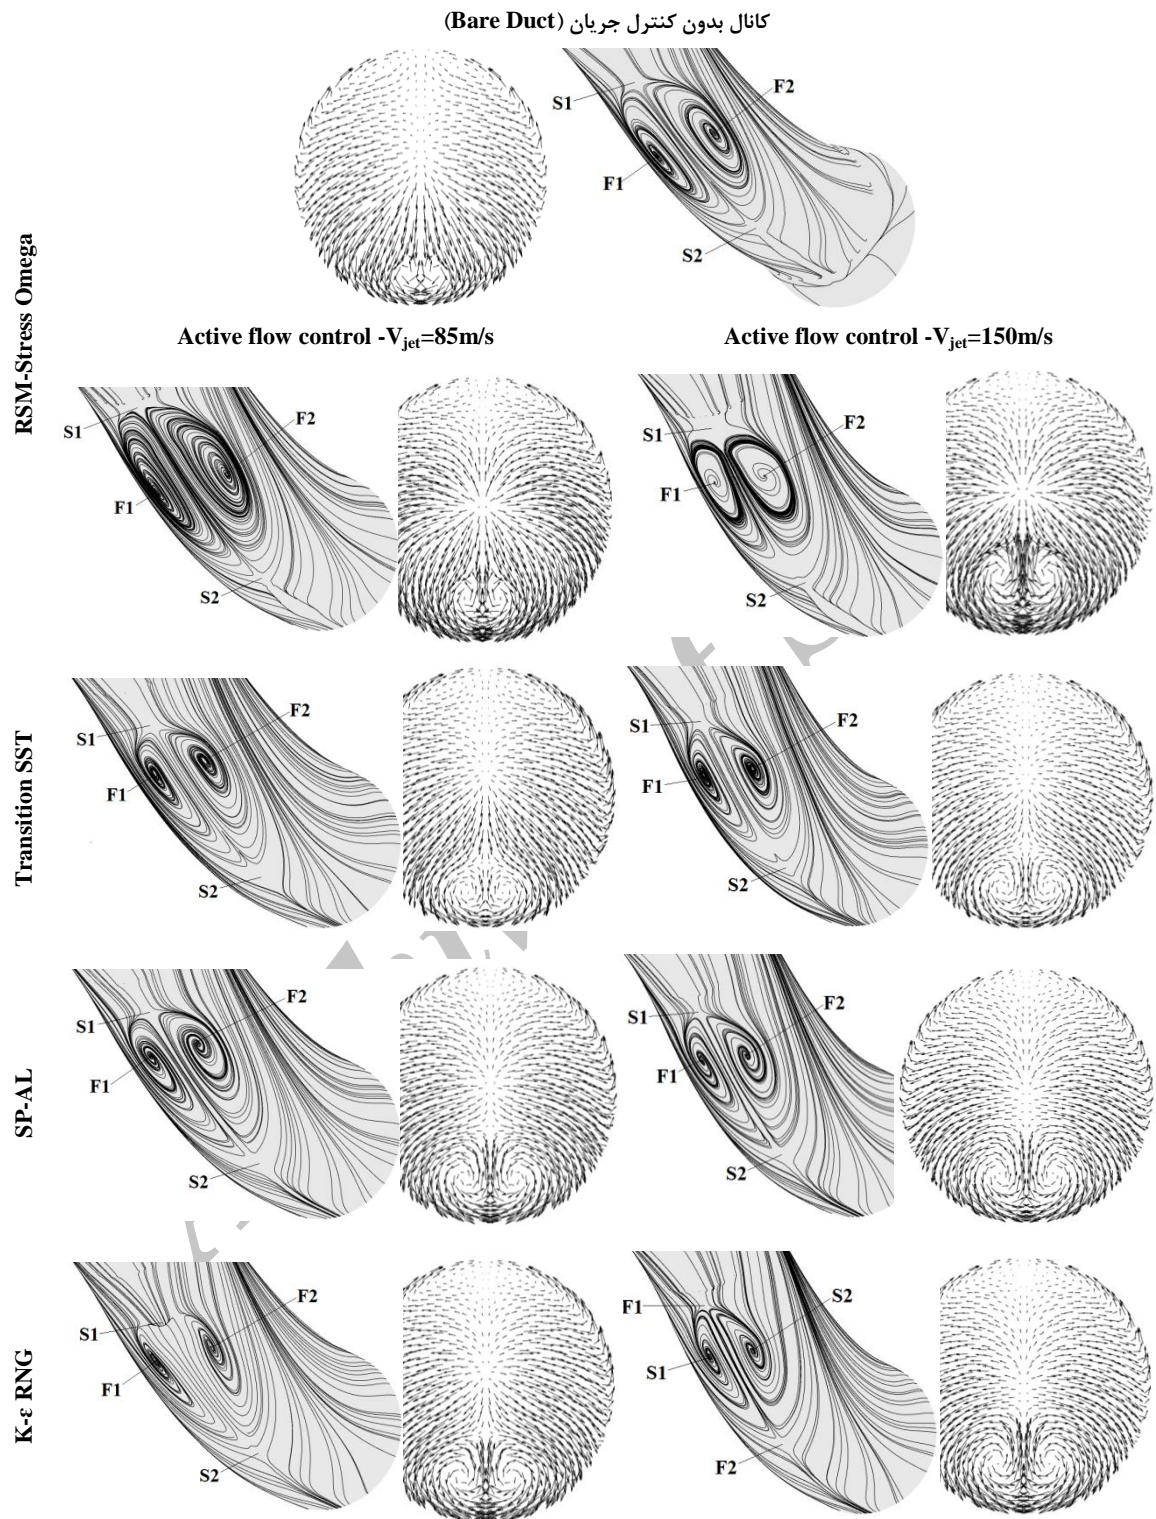 کانال بدون کنترل جریان (Bare Duct)
S1
F2
F1
S2
RSM-Stress Omega
Active flow control -Vjet=85m/s
Active flow control -Vjet=150m/s
S1
F2
F1
S2
S1
F2
F1
S2
Transition SST
S1
F2
F1
S2
S1
F2
F1
S2
SP-AL
S1
F2
F1
S2
S1
F2
F1
S2
K-ε RNG
S1
F2
F1
S2
F1
S2
S1
F2